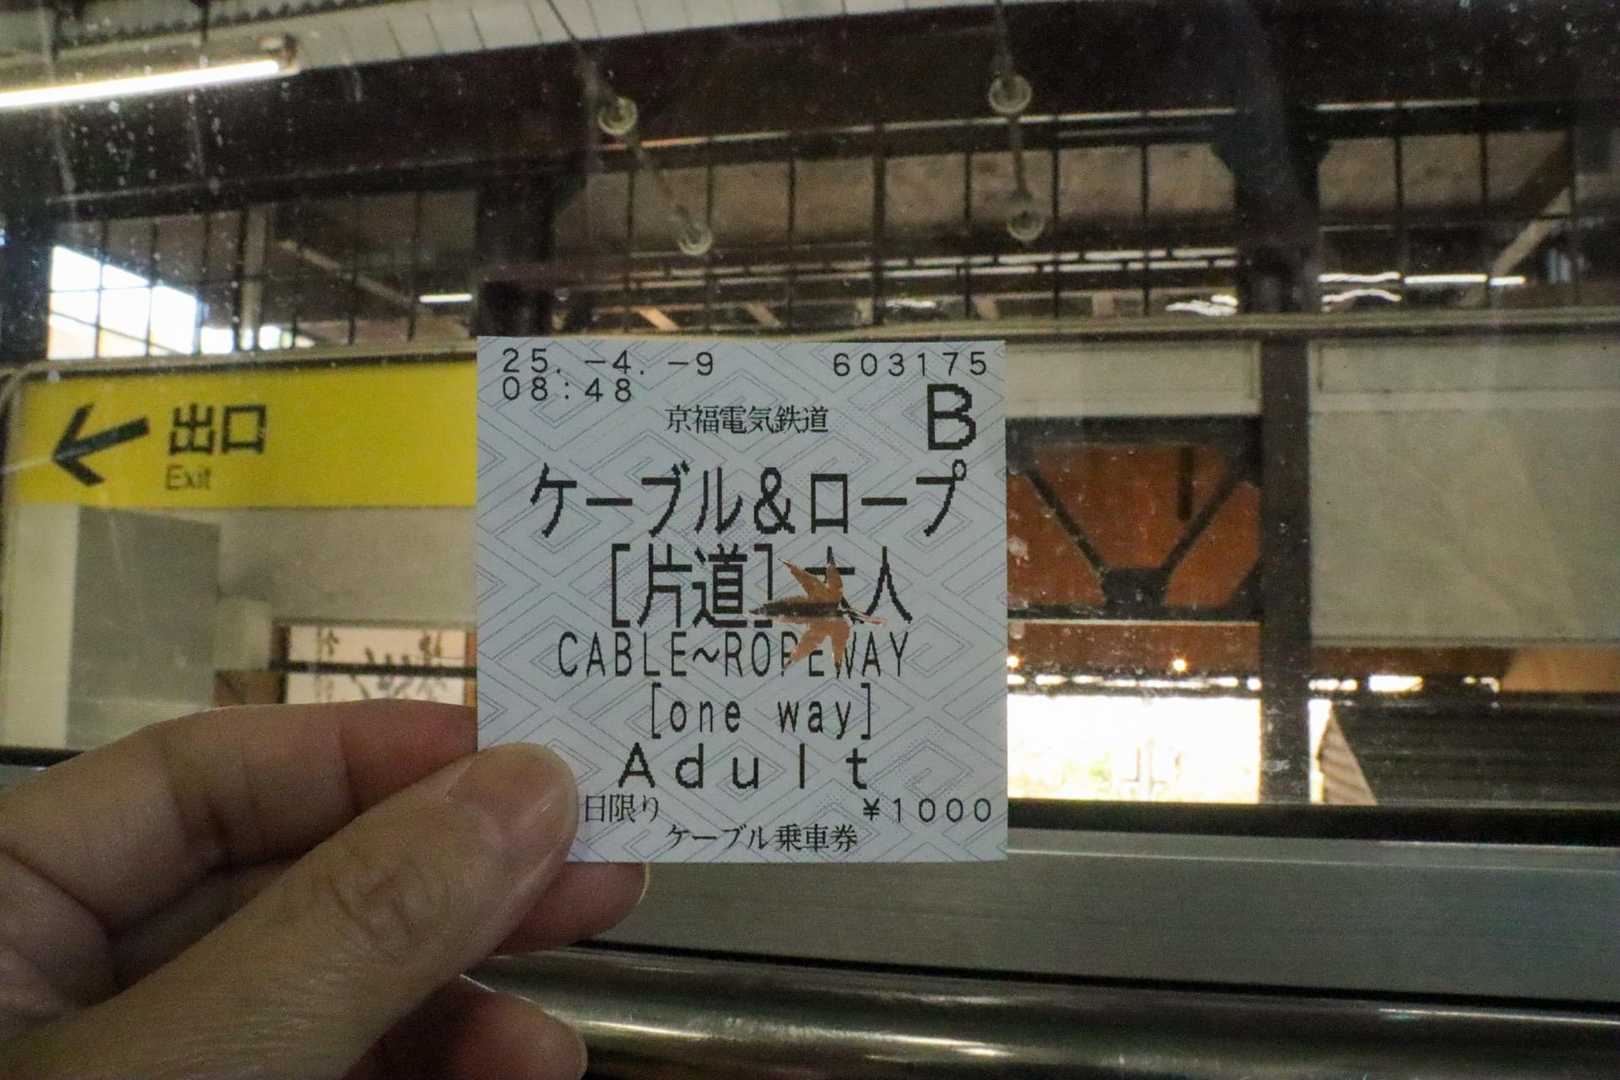 25.-4.-9 603175
08:48
京福電気鉄道 B
ケーブル&ロープ
[片道]大人
CABLE~ROPEWAY
[one way]
Adult
日限り ¥1000
ケーブル乗車券
出口
Exit